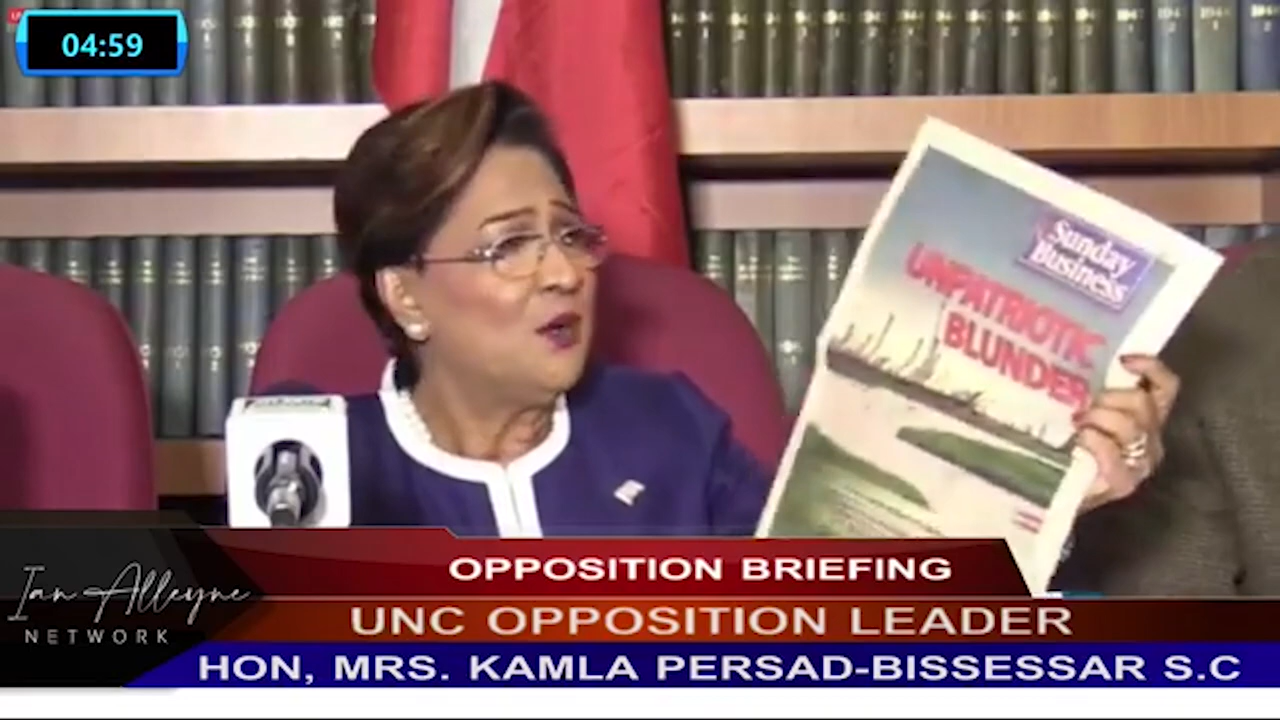 04:59
Sunday
Business
UNPATRIOTIC
BLUNDER
OPPOSITION BRIEFING
Ian Alleyne
NETWORK
UNC OPPOSITION LEADER
HON, MRS. KAMLA PERSAD-BISSESSAR S.C